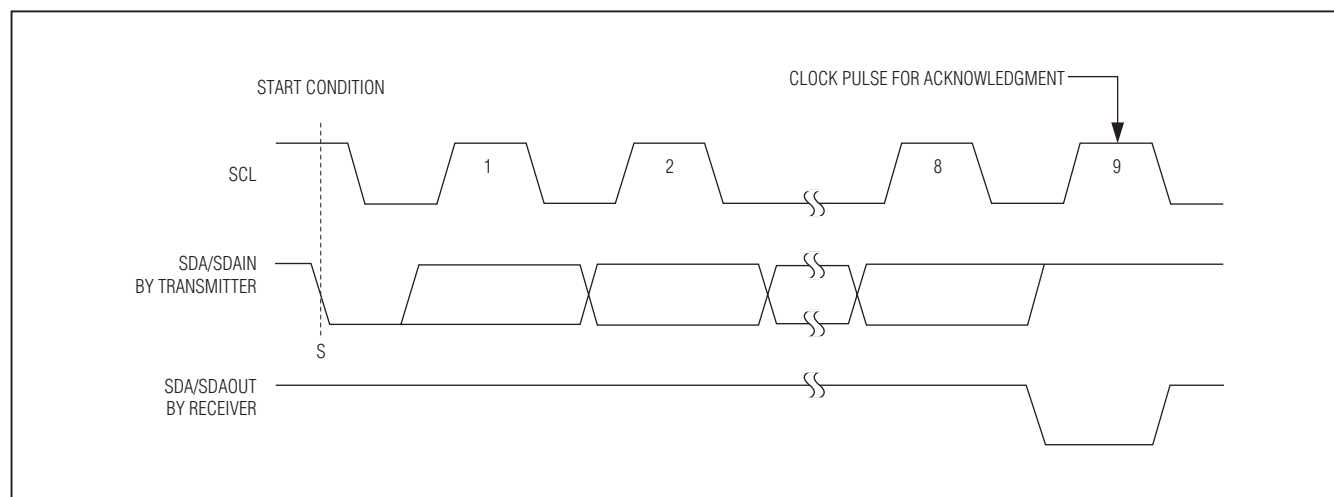 START CONDITION
CLOCK PULSE FOR ACKNOWLEDGMENT
SCL
1
2
8
9
SDA/SDAIN
BY TRANSMITTER
S
SDA/SDAOUT
BY RECEIVER